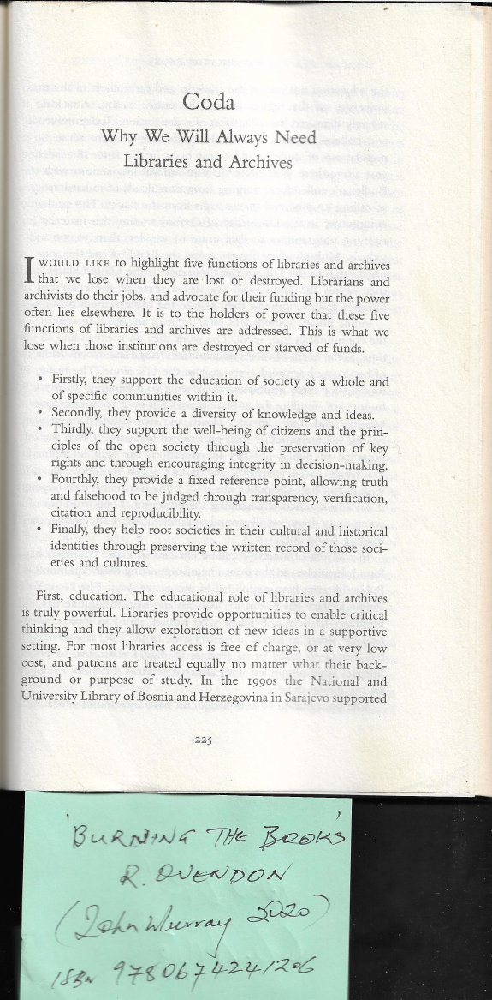 Coda
Why We Will Always Need
Libraries and Archives
I WOULD LIKE to highlight five functions of libraries and archives
that we lose when they are lost or destroyed. Librarians and
archivists do their jobs, and advocate for their funding but the power
often lies elsewhere. It is to the holders of power that these five
functions of libraries and archives are addressed. This is what we
lose when those institutions are destroyed or starved of funds.
• Firstly, they support the education of society as a whole and
of specific communities within it.
• Secondly, they provide a diversity of knowledge and ideas.
• Thirdly, they support the well-being of citizens and the prin-
ciples of the open society through the preservation of key
rights and through encouraging integrity in decision-making.
• Fourthly, they provide a fixed reference point, allowing truth
and falsehood to be judged through transparency, verification,
citation and reproducibility.
• Finally, they help root societies in their cultural and historical
identities through preserving the written record of those soci-
eties and cultures.
First, education. The educational role of libraries and archives
is truly powerful. Libraries provide opportunities to enable critical
thinking and they allow exploration of new ideas in a supportive
setting. For most libraries access is free of charge, or at very low
cost, and patrons are treated equally no matter what their back-
ground or purpose of study. In the 1990s the National and
University Library of Bosnia and Herzegovina in Sarajevo supported
225
'BURNING THE BOOKS'
R. OVENDON
(John Murray 2020)
ISBN 9780674241206